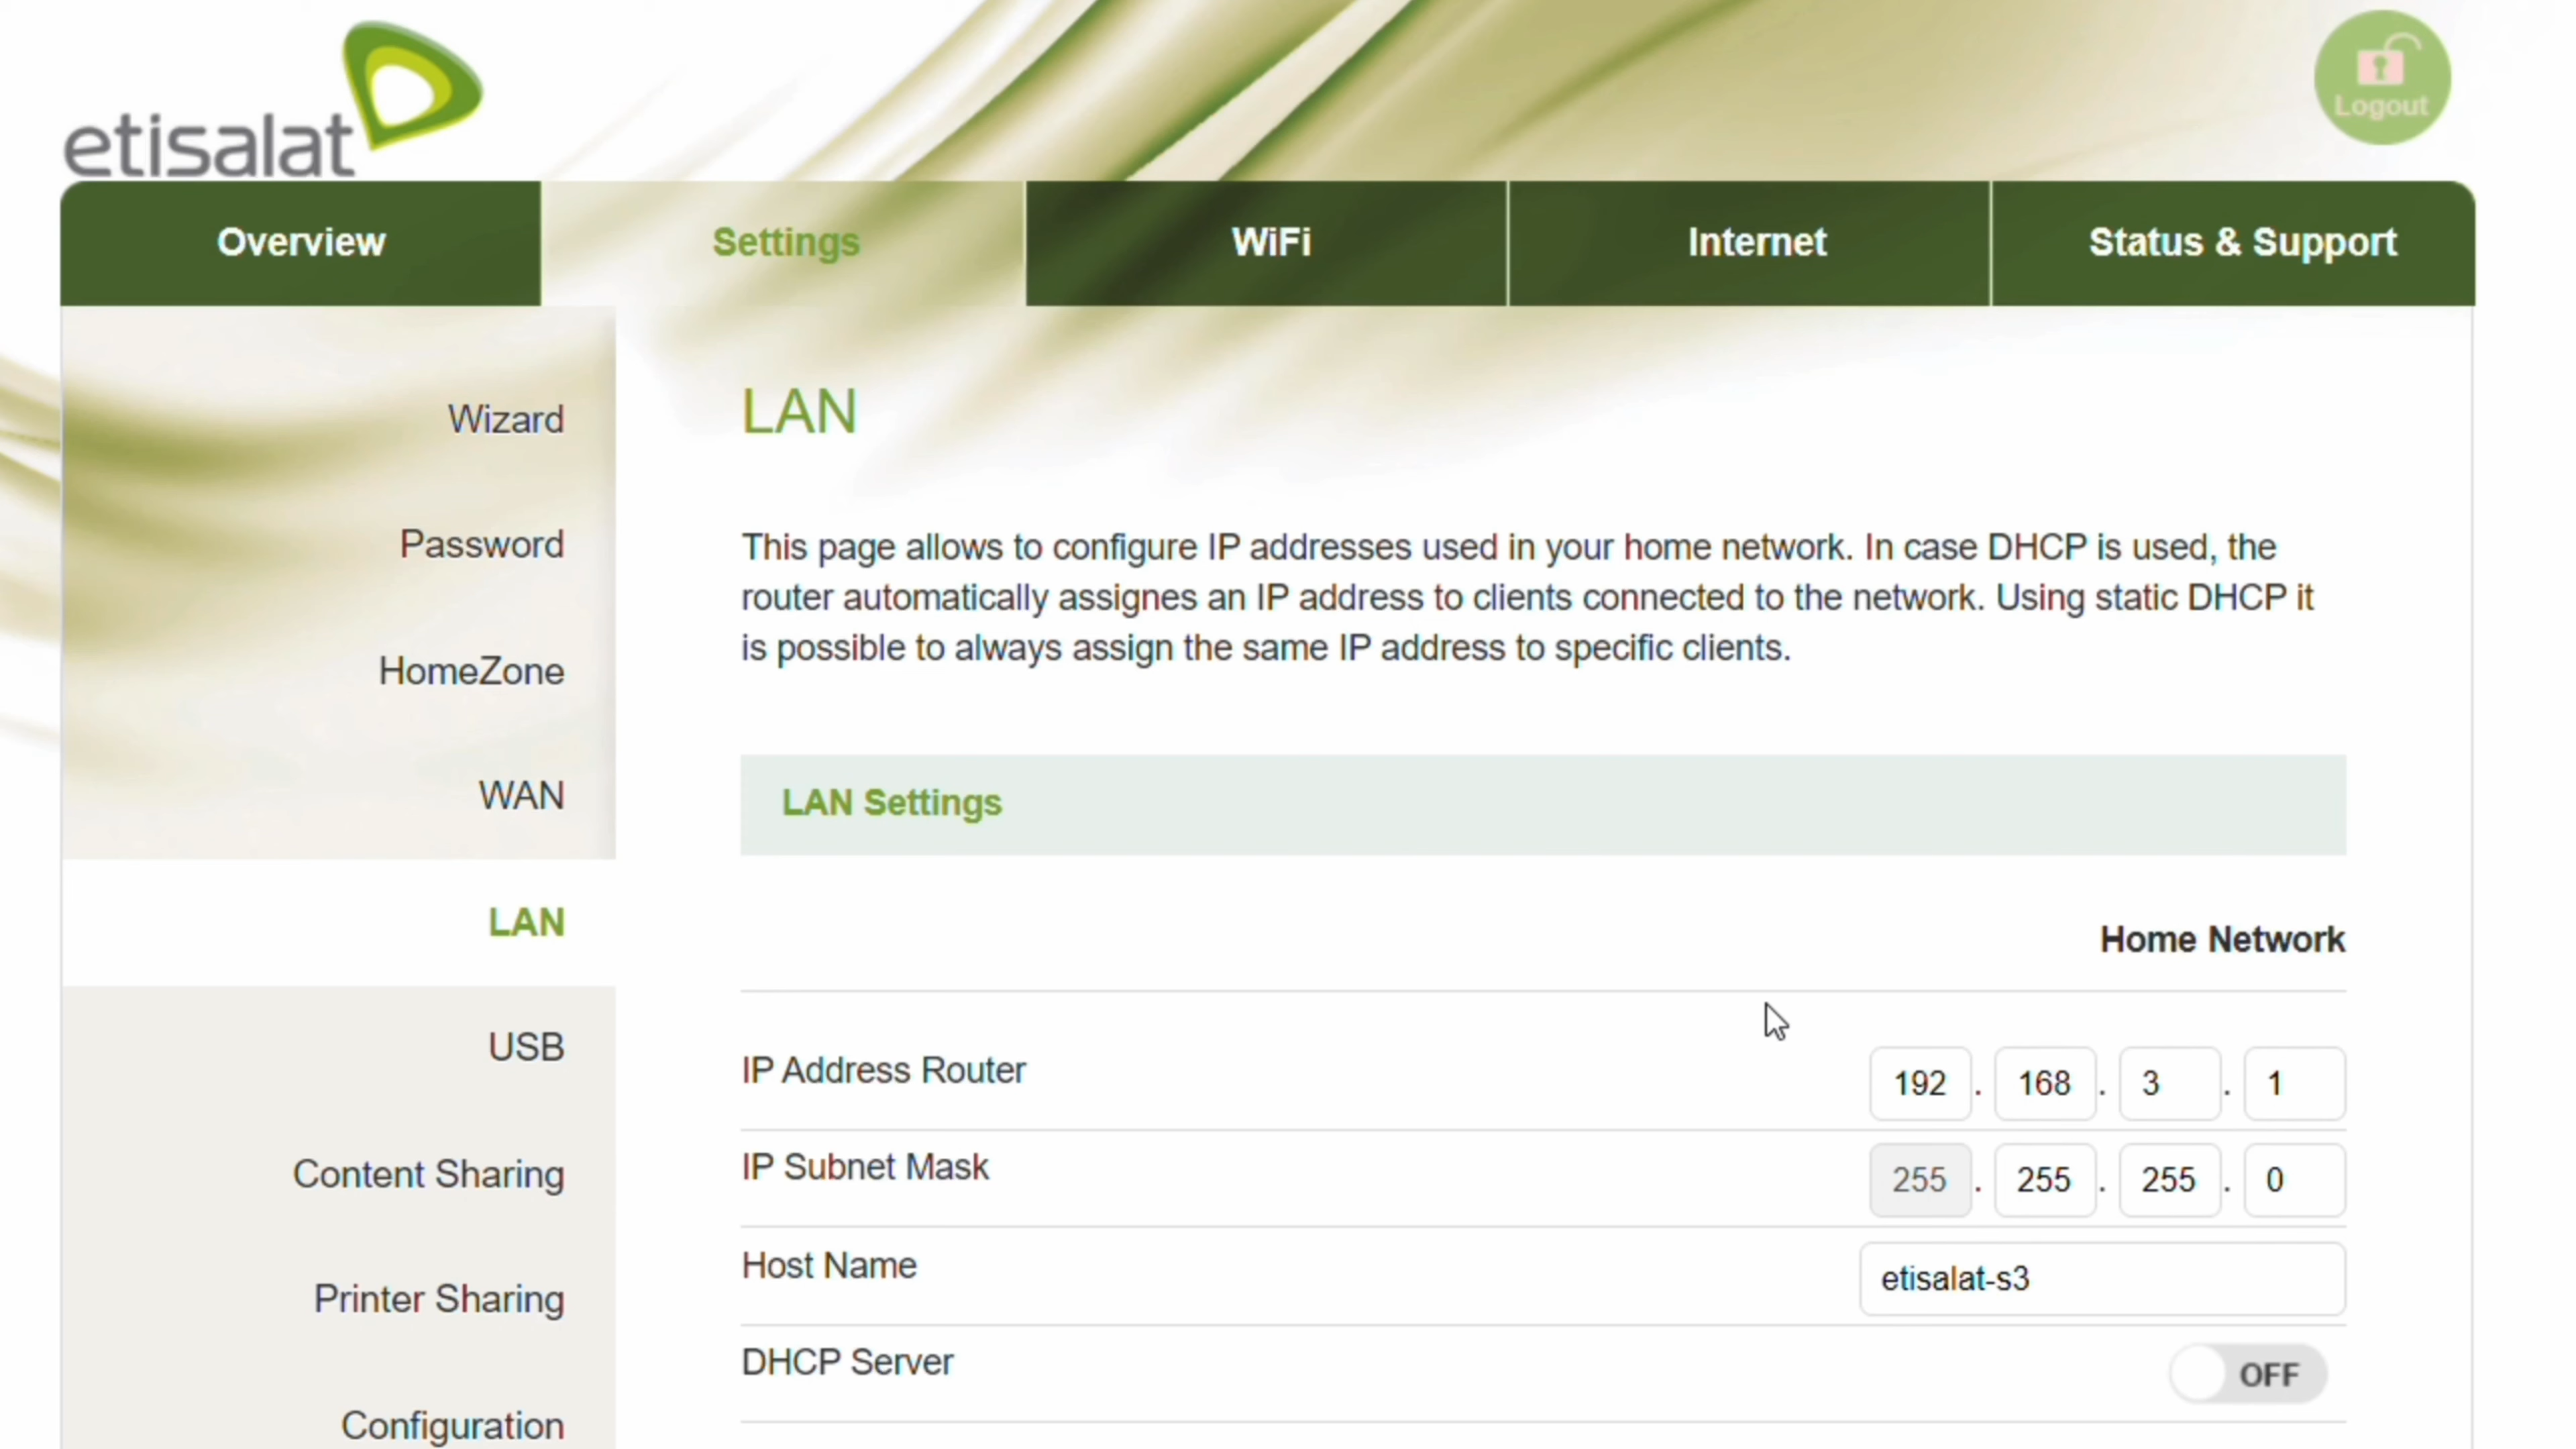 etisalat
Logout
Overview
Settings
WiFi
Internet
Status & Support
Wizard
Password
HomeZone
WAN
LAN
USB
Content Sharing
Printer Sharing
Configuration
LAN
This page allows to configure IP addresses used in your home network. In case DHCP is used, the
router automatically assignes an IP address to clients connected to the network. Using static DHCP it
is possible to always assign the same IP address to specific clients.
LAN Settings
Home Network
IP Address Router 192 . 168 . 3 . 1
IP Subnet Mask 255 . 255 . 255 . 0
Host Name etisalat-s3
DHCP Server OFF